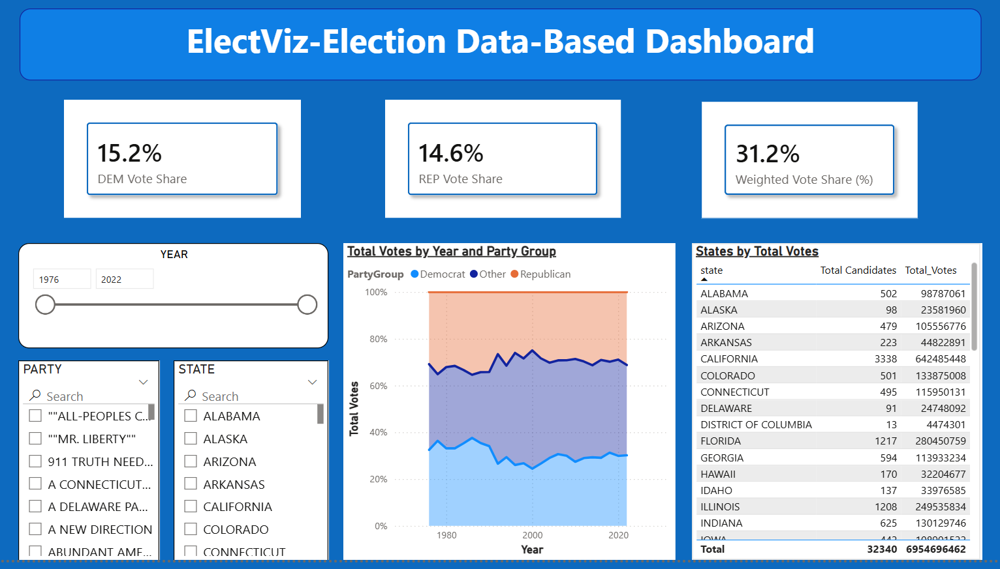 ElectViz-Election Data-Based Dashboard
15.2%
DEM Vote Share
14.6%
REP Vote Share
31.2%
Weighted Vote Share (%)
YEAR
1976 2022
PARTY
Search
""ALL-PEOPLES C...
""MR. LIBERTY""
911 TRUTH NEED...
A CONNECTICUT...
A DELAWARE PA...
A NEW DIRECTION
ABUNDANT AME...
STATE
Search
ALABAMA
ALASKA
ARIZONA
ARKANSAS
CALIFORNIA
COLORADO
CONNECTICUT
Total Votes by Year and Party Group
PartyGroup Democrat Other Republican
100%
80%
60%
40%
20%
0%
Total Votes
1980 2000 2020
Year
States by Total Votes
state Total Candidates Total_Votes
ALABAMA 502 98787061
ALASKA 98 23581960
ARIZONA 479 105556776
ARKANSAS 223 44822891
CALIFORNIA 3338 642485448
COLORADO 501 133875008
CONNECTICUT 495 115950131
DELAWARE 91 24748092
DISTRICT OF COLUMBIA 13 4474301
FLORIDA 1217 280450759
GEORGIA 594 113933234
HAWAII 170 32204677
IDAHO 137 33976585
ILLINOIS 1208 249535834
INDIANA 625 130129746
IOWA
Total 32340 6954696462